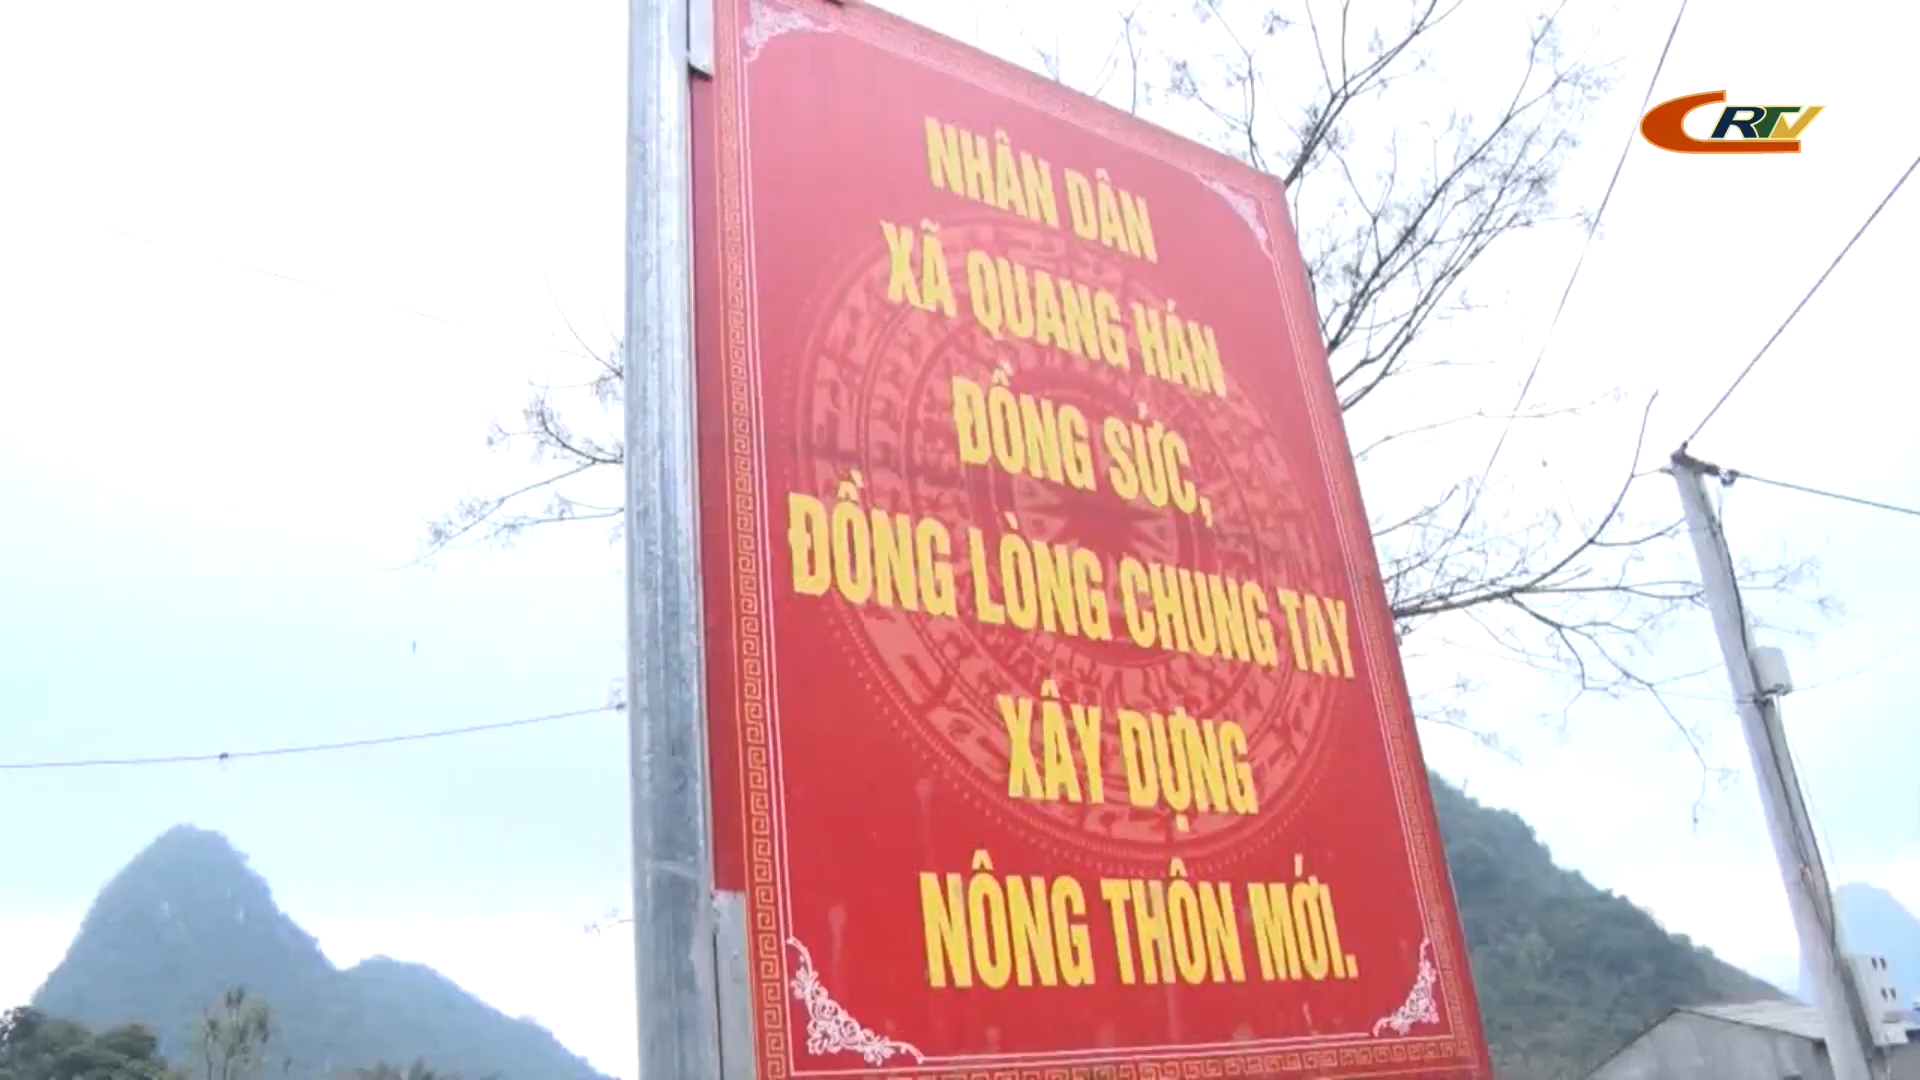 CRTV
NHÂN DÂN
XÃ QUANG HÁN
ĐỒNG SỨC,
ĐỒNG LÒNG CHUNG TAY
XÂY DỰNG
NÔNG THÔN MỚI.